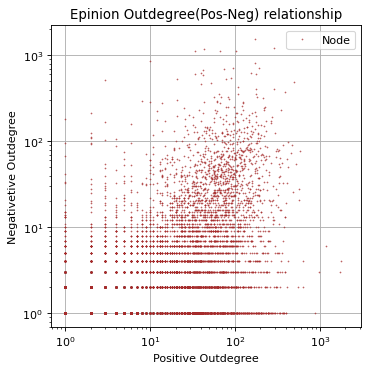 Epinion Outdegree(Pos-Neg) relationship
Node
Negativetive Outdegree
10³
10²
10¹
10⁰
10⁰ 10¹ 10² 10³
Positive Outdegree